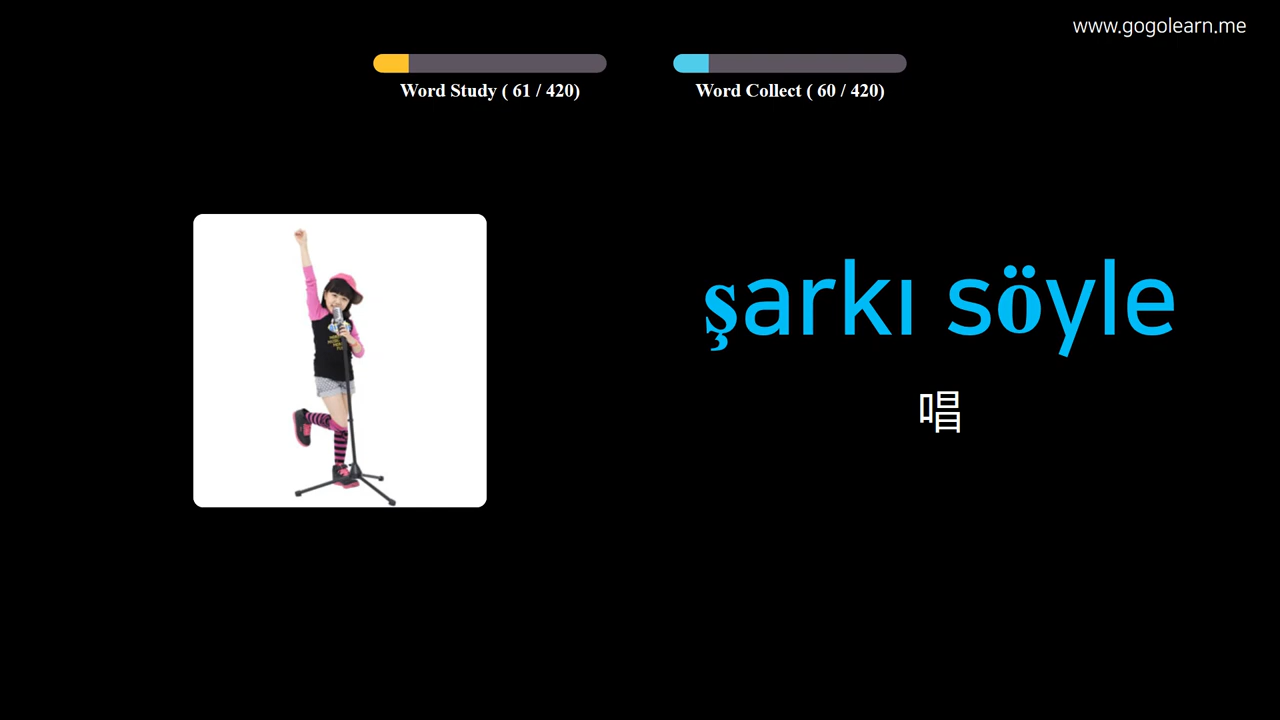 www.gogolearn.me
Word Study ( 61 / 420)
Word Collect ( 60 / 420)
şarkı söyle
唱